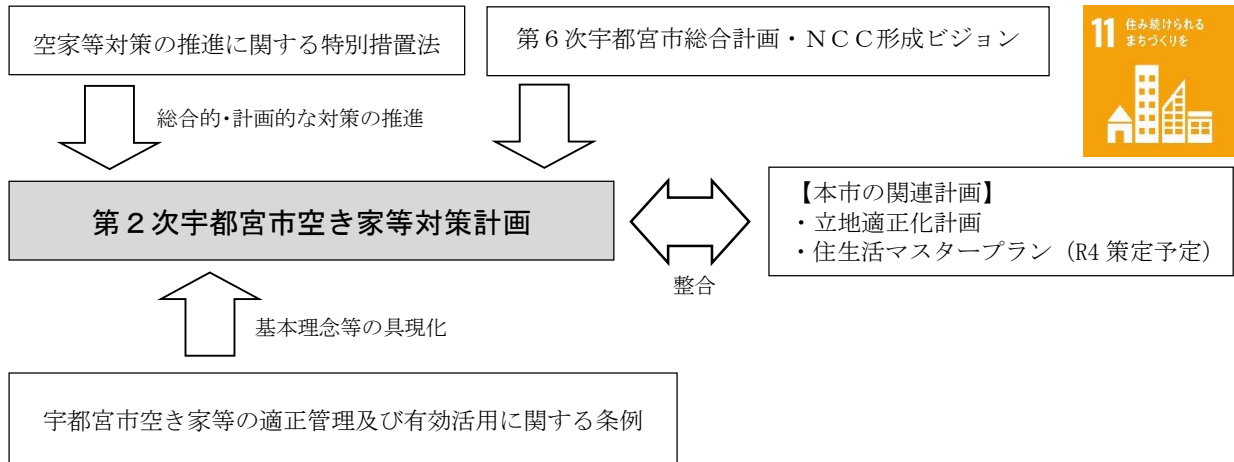 空家等対策の推進に関する特別措置法
第6次宇都宮市総合計画・NCC形成ビジョン
11 住み続けられる
まちづくりを
総合的・計画的な対策の推進
第2次宇都宮市空き家等対策計画
【本市の関連計画】
・立地適正化計画
・住生活マスタープラン（R4 策定予定）
整合
基本理念等の具現化
宇都宮市空き家等の適正管理及び有効活用に関する条例